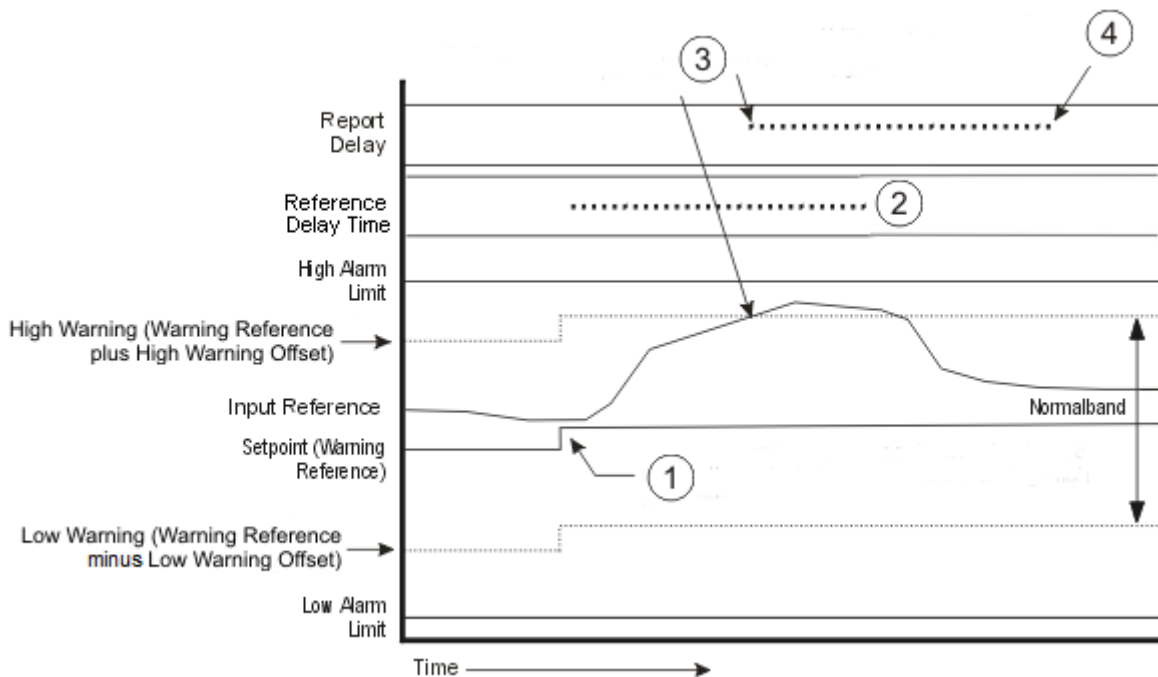 4
3
Report
Delay
2
Reference
Delay Time
High Alarm
Limit
High Warning (Warning Reference
plus High Warning Offset)
Input Reference
Normalband
Setpoint (Warning
Reference)
1
Low Warning (Warning Reference
minus Low Warning Offset)
Low Alarm
Limit
Time